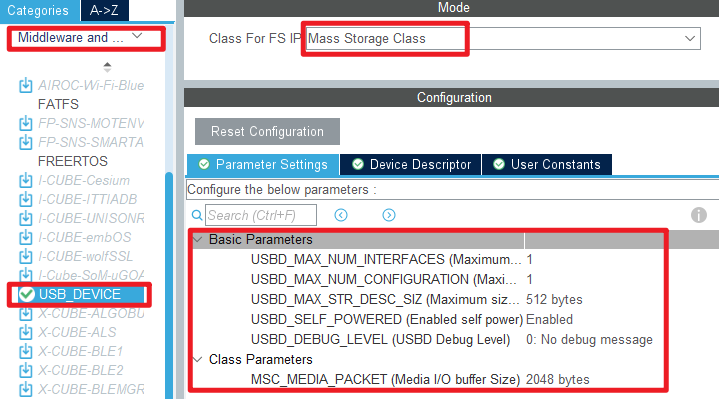 Categories A->Z
Middleware and ...
AIROC-Wi-Fi-Blue
FATFS
FP-SNS-MOTENV
FP-SNS-SMARTA
FREERTOS
I-CUBE-Cesium
I-CUBE-ITTIADB
I-CUBE-UNISONR
I-CUBE-embOS
I-CUBE-wolfSSL
I-Cube-SoM-uGOA
USB_DEVICE
X-CUBE-ALGOBU
X-CUBE-ALS
X-CUBE-BLE1
X-CUBE-BLE2
X-CUBE-BLEMGR
Mode
Class For FS IP Mass Storage Class
Configuration
Reset Configuration
Parameter Settings Device Descriptor User Constants
Configure the below parameters :
Search (Ctrl+F)
Basic Parameters
USBD_MAX_NUM_INTERFACES (Maximum... 1
USBD_MAX_NUM_CONFIGURATION (Maxi... 1
USBD_MAX_STR_DESC_SIZ (Maximum siz... 512 bytes
USBD_SELF_POWERED (Enabled self power) Enabled
USBD_DEBUG_LEVEL (USBD Debug Level) 0: No debug message
Class Parameters
MSC_MEDIA_PACKET (Media I/O buffer Size) 2048 bytes